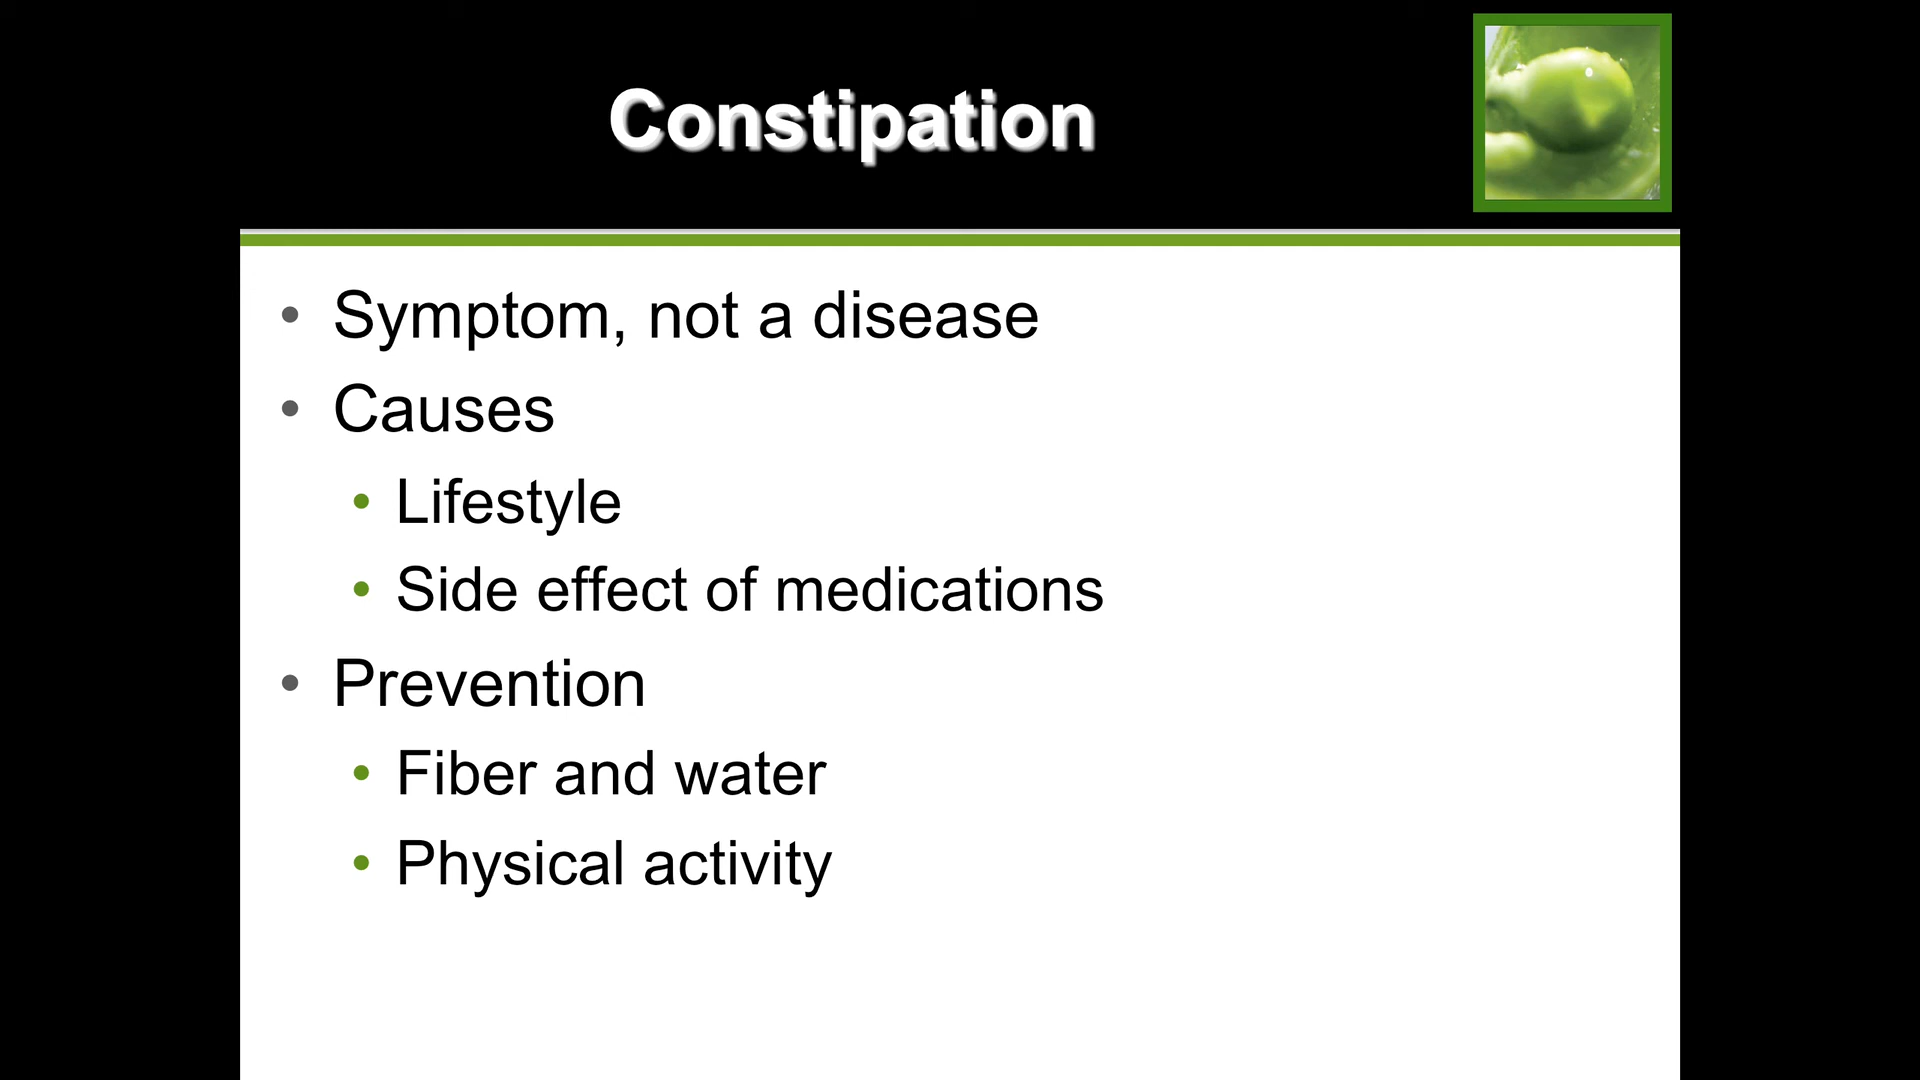 Constipation
• Symptom, not a disease
• Causes
• Lifestyle
• Side effect of medications
• Prevention
• Fiber and water
• Physical activity